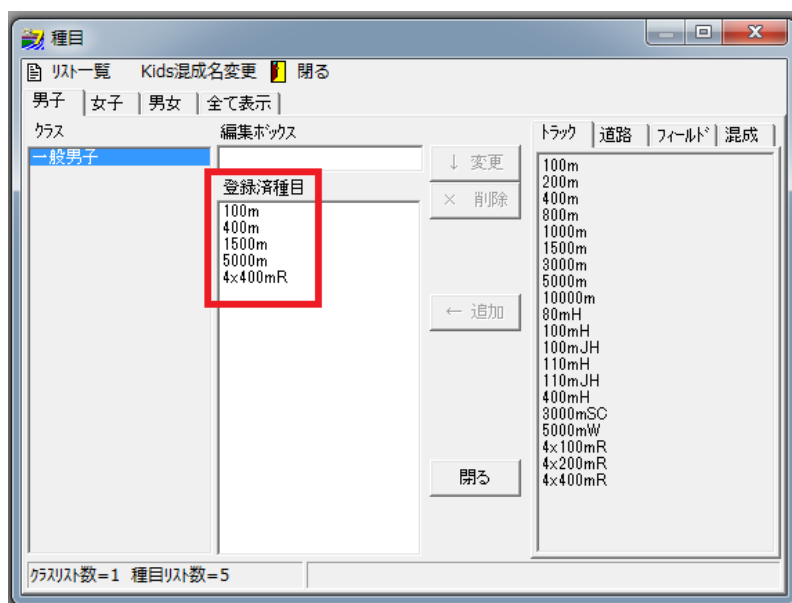 種目
リスト一覧 Kids混成名変更 閉る
男子 女子 男女 全て表示
クラス
一般男子
編集ボックス
登録済種目
100m
400m
1500m
5000m
4x400mR
↓ 変更
× 削除
← 追加
閉る
トラック 道路 フィールド 混成
100m
200m
400m
800m
1000m
1500m
3000m
5000m
10000m
80mH
100mH
100mJH
110mH
110mJH
400mH
3000mSC
5000mW
4x100mR
4x200mR
4x400mR
クラスリスト数=1 種目リスト数=5